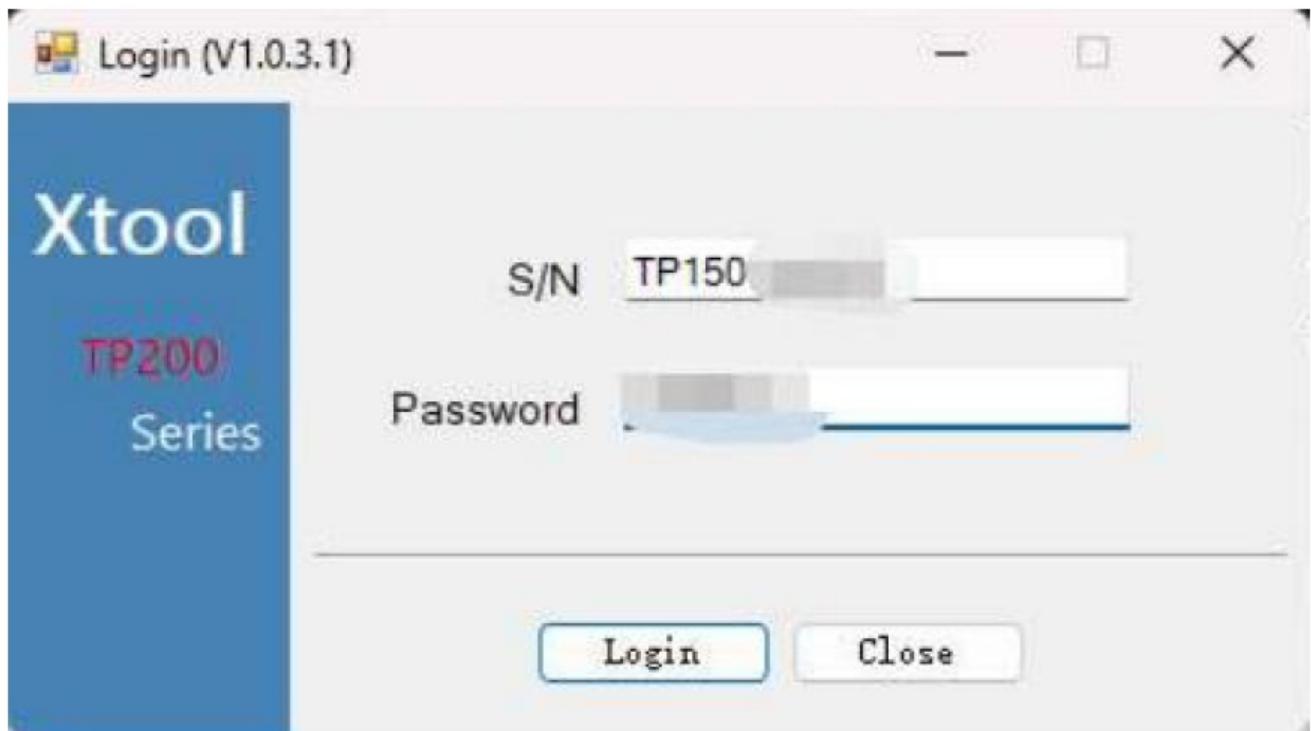 Login (V1.0.3.1)
Xtool
TP200
Series
S/N TP150
Password
Login Close